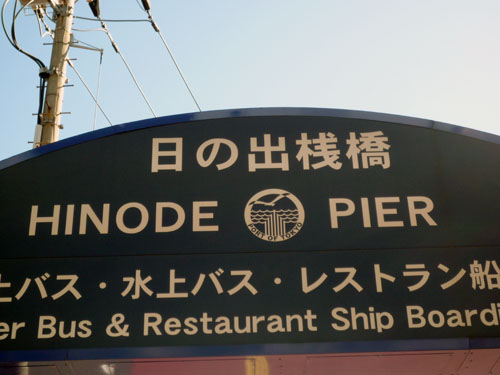 日の出桟橋
HINODE PIER
PORT OF TOKYO
上バス・水上バス・レストラン船
er Bus & Restaurant Ship Boardi